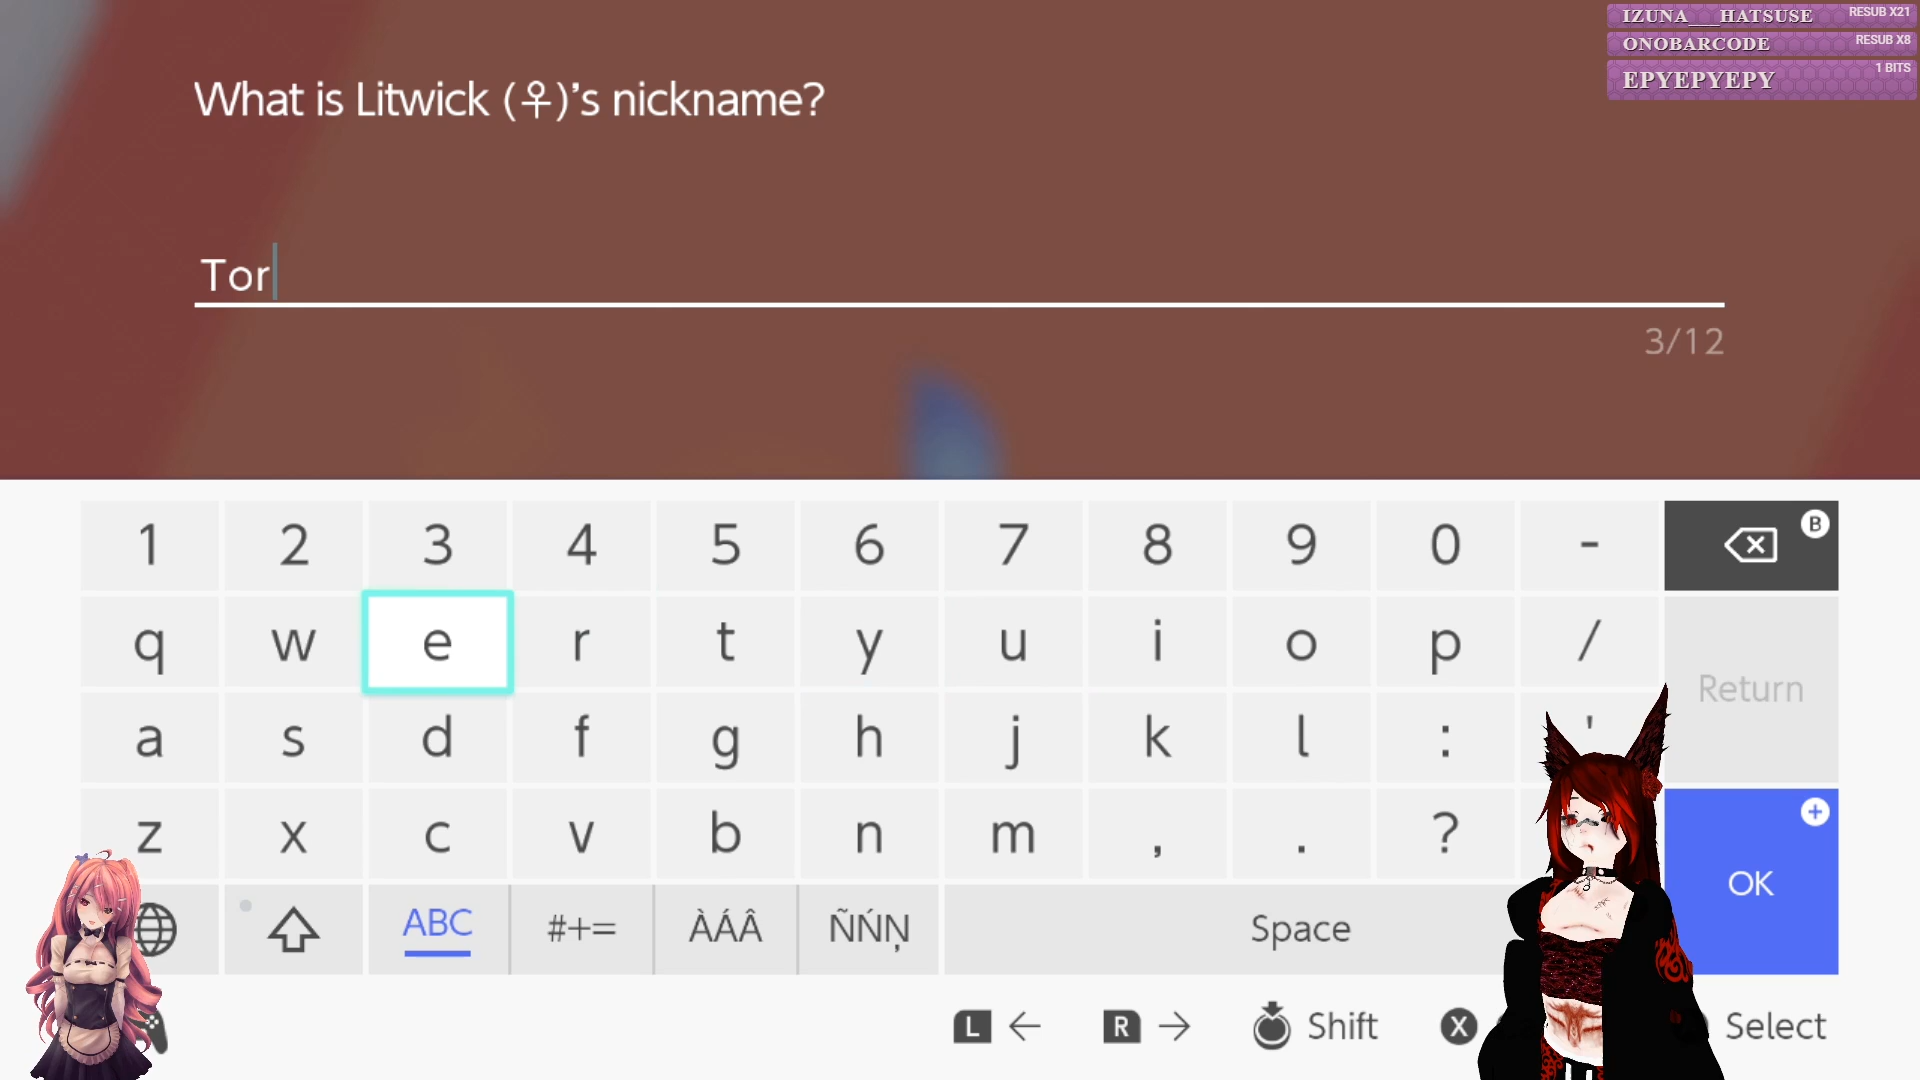 IZUNA___HATSUSE RESUB X21
ONOBARCODE RESUB X8
EPYEPYEPY 1 BITS
What is Litwick (♀)’s nickname?
Tor
3/12
1 2 3 4 5 6 7 8 9 0 - B
q w e r t y u i o p /
Return
a s d f g h j k l : '
z x c v b n m , . ?
+
OK
ABC #+= ÀÁÂ ÑŃŅ Space
L ← R → Shift X Select